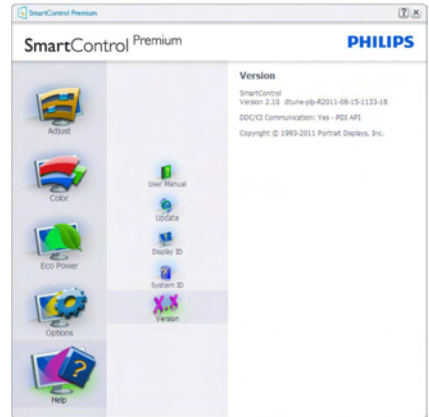 SmartControl Premium
SmartControl Premium
PHILIPS
Adjust
Color
Eco Power
Options
Help
User Manual
Update
Display ID
System ID
X.X
Version
Version
SmartControl
Version 2.10 dtune-plp-R2011-08-15-1133-18
DDC/CI Communication: Yes - PDI API
Copyright © 1993-2011 Portrait Displays, Inc.